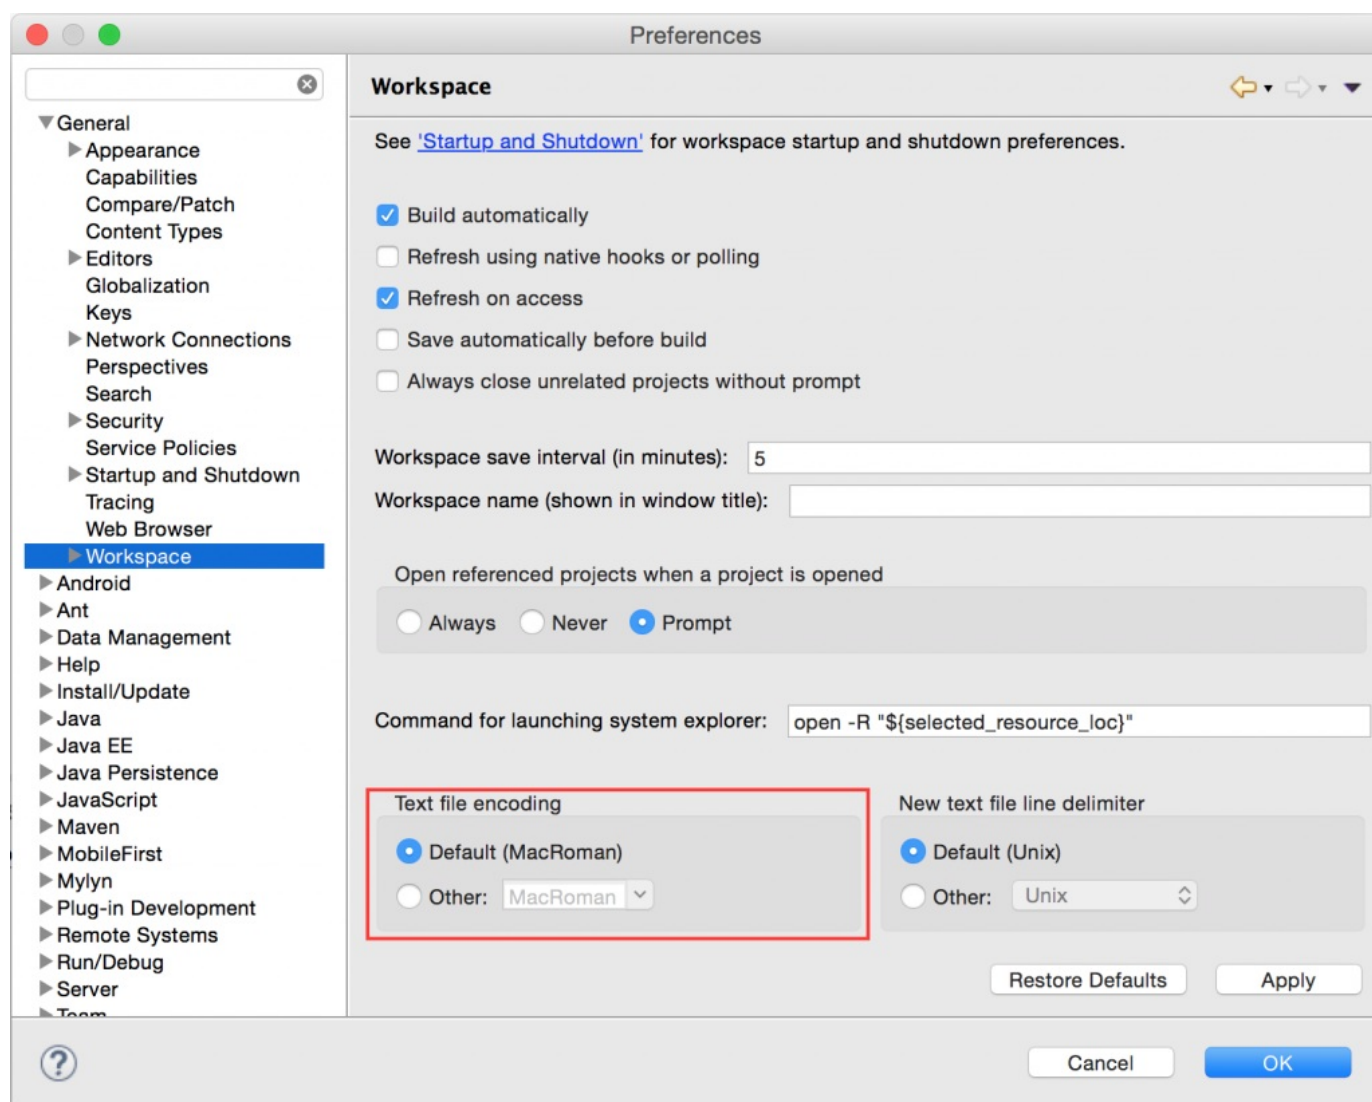 Preferences
General
Appearance
Capabilities
Compare/Patch
Content Types
Editors
Globalization
Keys
Network Connections
Perspectives
Search
Security
Service Policies
Startup and Shutdown
Tracing
Web Browser
Workspace
Android
Ant
Data Management
Help
Install/Update
Java
Java EE
Java Persistence
JavaScript
Maven
MobileFirst
Mylyn
Plug-in Development
Remote Systems
Run/Debug
Server
Team
Workspace
See 'Startup and Shutdown' for workspace startup and shutdown preferences.
Build automatically
Refresh using native hooks or polling
Refresh on access
Save automatically before build
Always close unrelated projects without prompt
Workspace save interval (in minutes): 5
Workspace name (shown in window title):
Open referenced projects when a project is opened
Always Never Prompt
Command for launching system explorer: open -R "${selected_resource_loc}"
Text file encoding
Default (MacRoman)
Other: MacRoman
New text file line delimiter
Default (Unix)
Other: Unix
Restore Defaults Apply
? Cancel OK